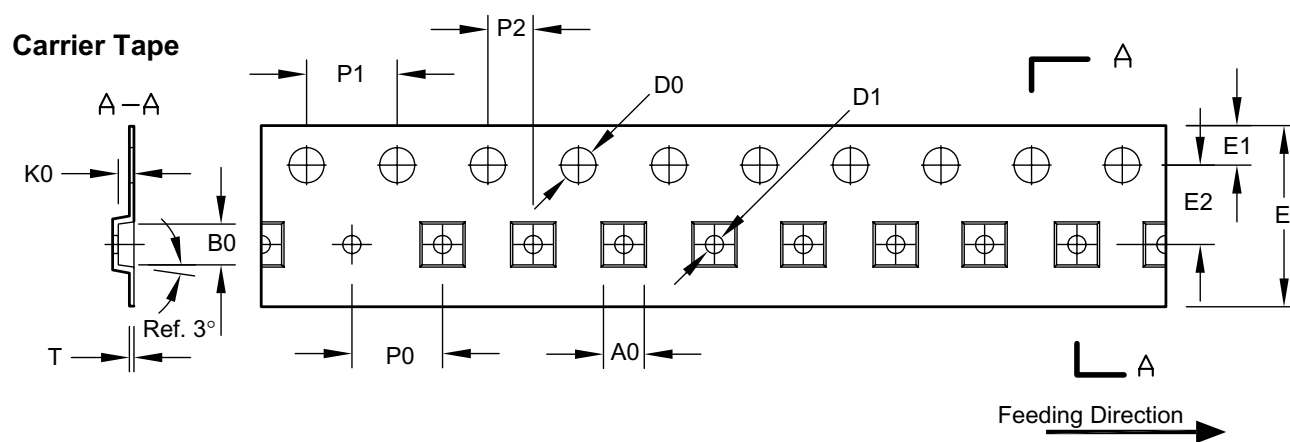 Carrier Tape
P2
P1
D0
D1
A
A–A
E1
K0
E2
E
B0
Ref. 3°
T
P0
A0
A
Feeding Direction